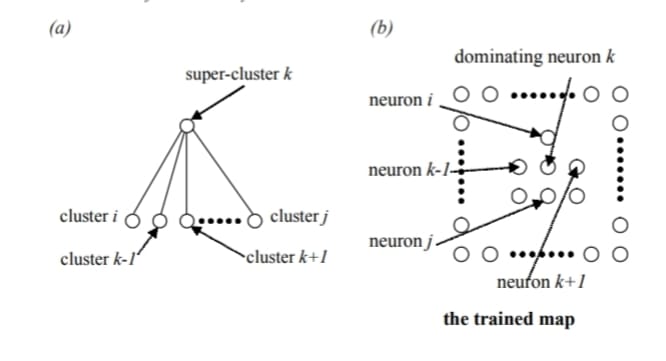 (a)
super-cluster k
cluster i
cluster j
cluster k-1
cluster k+1
(b)
dominating neuron k
neuron i
neuron k-1
neuron j
neuron k+1
the trained map